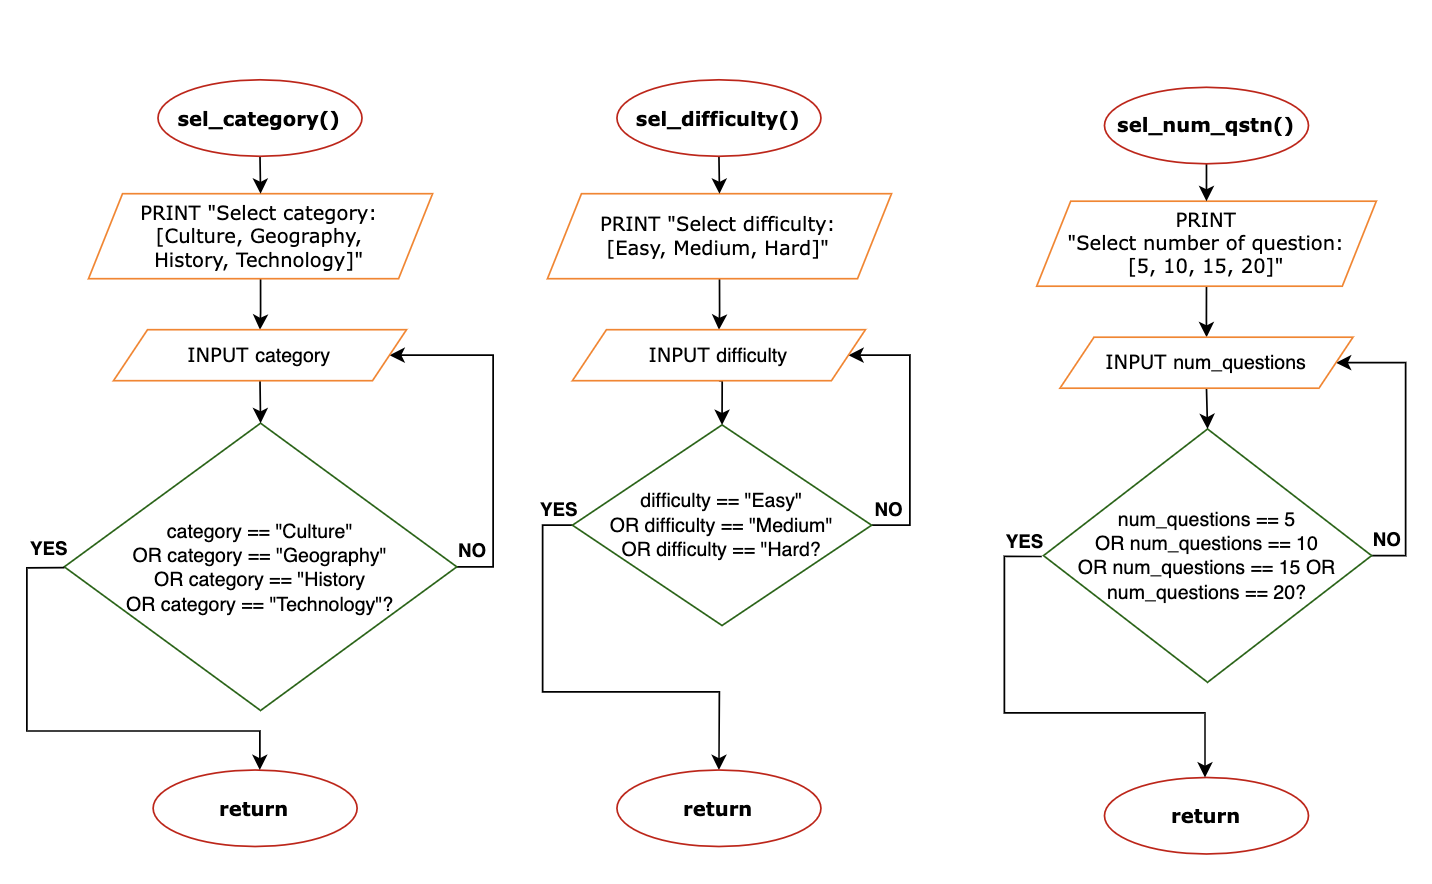 sel_category()
PRINT "Select category:
[Culture, Geography,
History, Technology]"
INPUT category
category == "Culture"
OR category == "Geography"
OR category == "History
OR category == "Technology"?
YES
NO
return
sel_difficulty()
PRINT "Select difficulty:
[Easy, Medium, Hard]"
INPUT difficulty
difficulty == "Easy"
OR difficulty == "Medium"
OR difficulty == "Hard?
YES
NO
return
sel_num_qstn()
PRINT
"Select number of question:
[5, 10, 15, 20]"
INPUT num_questions
num_questions == 5
OR num_questions == 10
OR num_questions == 15 OR
num_questions == 20?
YES
NO
return